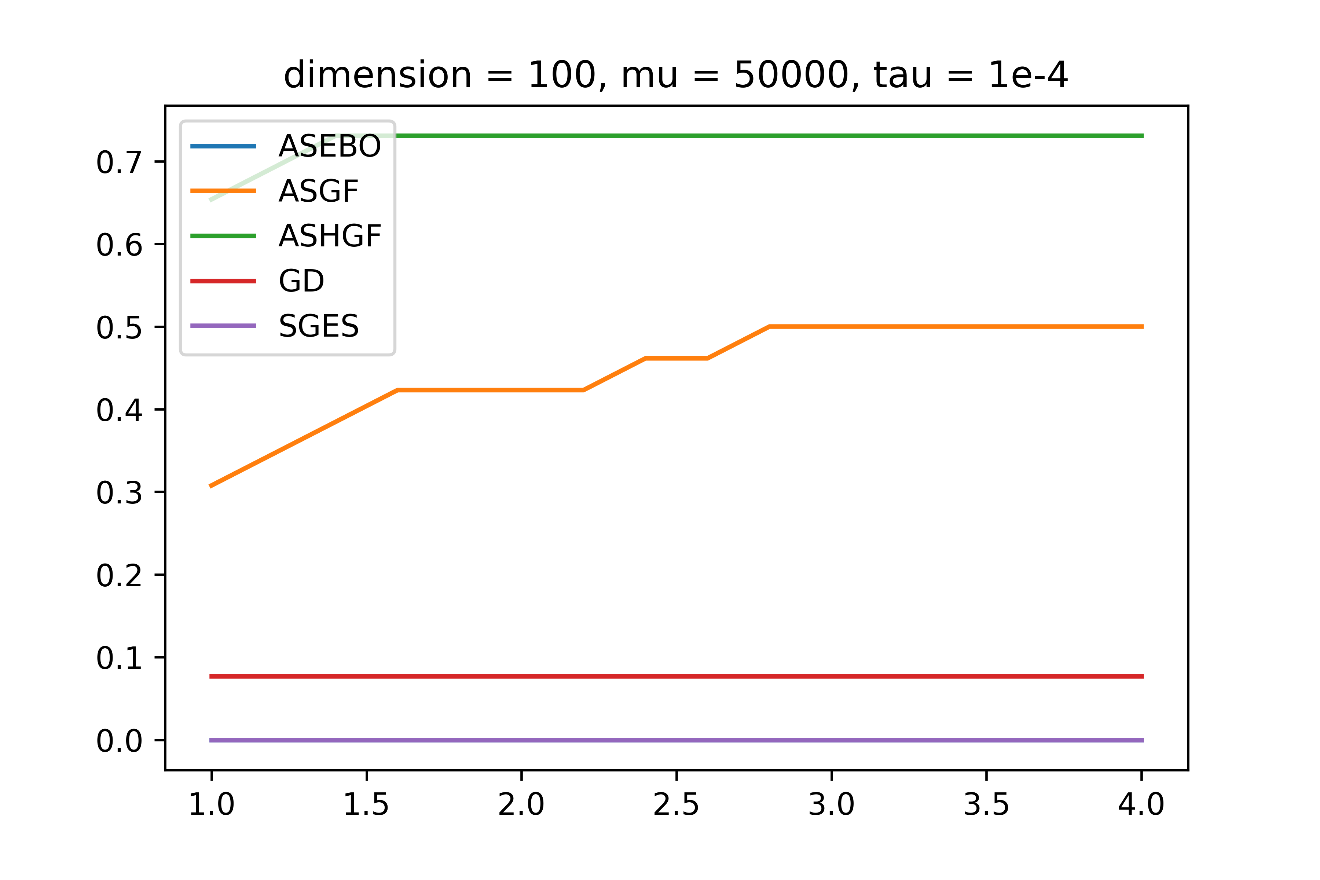 dimension = 100, mu = 50000, tau = 1e-4
ASEBO
ASGF
ASHGF
GD
SGES
0.7
0.6
0.5
0.4
0.3
0.2
0.1
0.0
1.0 1.5 2.0 2.5 3.0 3.5 4.0